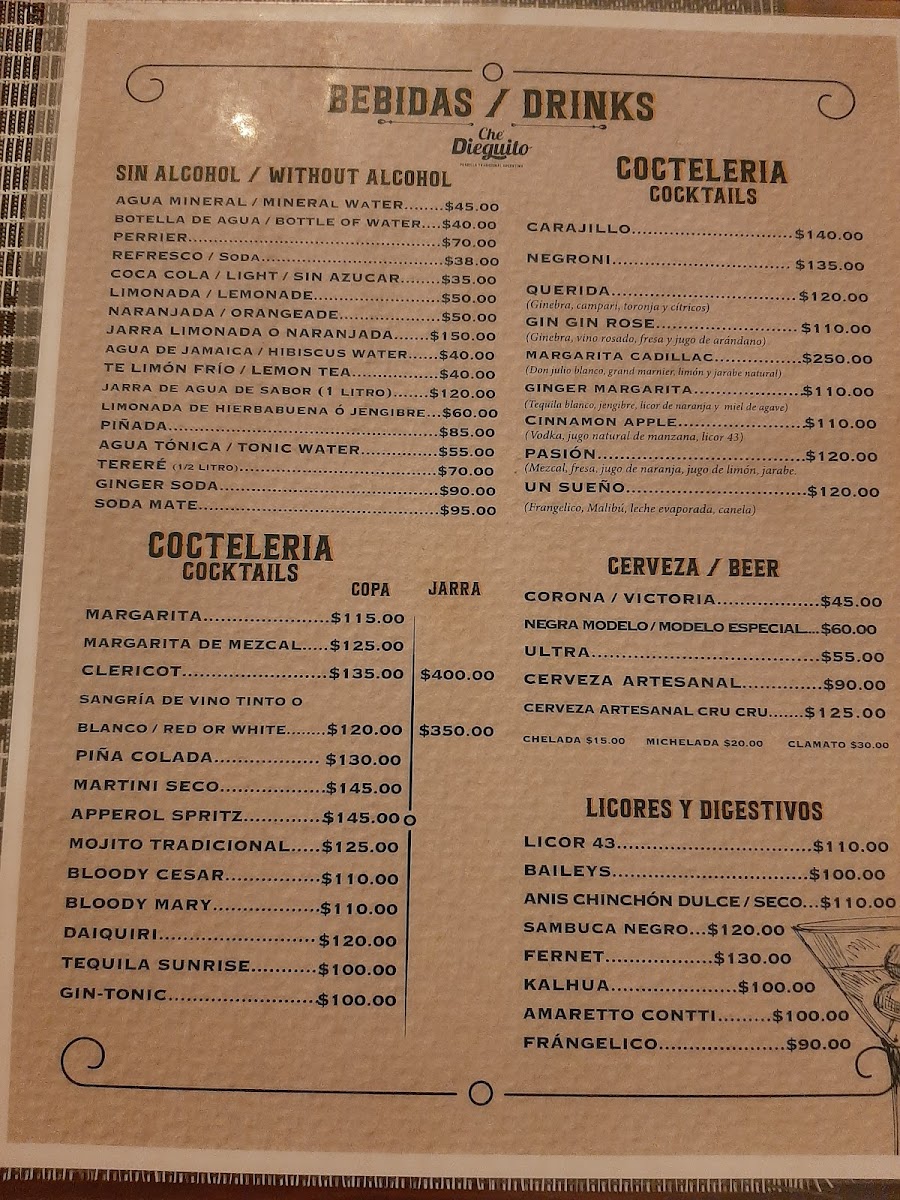 BEBIDAS / DRINKS
Che
Dieguito
SIN ALCOHOL / WITHOUT ALCOHOL
AGUA MINERAL / MINERAL WATER.......$45.00
BOTELLA DE AGUA / BOTTLE OF WATER....$40.00
PERRIER.......................................$70.00
REFRESCO / SODA............................$38.00
COCA COLA / LIGHT / SIN AZUCAR......$35.00
LIMONADA / LEMONADE...................$50.00
NARANJADA / ORANGEADE................$50.00
JARRA LIMONADA O NARANJADA.......$150.00
AGUA DE JAMAICA / HIBISCUS WATER...$40.00
TE LIMÓN FRÍO / LEMON TEA.............$40.00
JARRA DE AGUA DE SABOR (1 LITRO)......$120.00
LIMONADA DE HIERBABUENA Ó JENGIBRE...$60.00
PIÑADA..........................................$85.00
AGUA TÓNICA / TONIC WATER............$55.00
TERERÉ (1/2 LITRO)...............................$70.00
GINGER SODA..................................$90.00
SODA MATE.....................................$95.00
COCTELERIA
COCKTAILS
COPA JARRA
MARGARITA....................$115.00
MARGARITA DE MEZCAL.....$125.00
CLERICOT.......................$135.00 $400.00
SANGRÍA DE VINO TINTO O
BLANCO / RED OR WHITE........$120.00 $350.00
PIÑA COLADA................. $130.00
MARTINI SECO.................$145.00
APPEROL SPRITZ.............$145.00
MOJITO TRADICIONAL.....$125.00
BLOODY CESAR...............$110.00
BLOODY MARY.................$110.00
DAIQUIRI.........................$120.00
TEQUILA SUNRISE...........$100.00
GIN-TONIC........................$100.00
COCTELERIA
COCKTAILS
CARAJILLO..........................$140.00
NEGRONI............................. $135.00
QUERIDA............................. $120.00
(Ginebra, campari, toronja y cítricos)
GIN GIN ROSE....................... $110.00
(Ginebra, vino rosado, fresa y jugo de arándano)
MARGARITA CADILLAC..............$250.00
(Don julio blanco, grand marnier, limón y jarabe natural)
GINGER MARGARITA.................$110.00
(Tequila blanco, jengibre, licor de naranja y miel de agave)
CINNAMON APPLE....................$110.00
(Vodka, jugo natural de manzana, licor 43)
PASIÓN..................................$120.00
(Mezcal, fresa, jugo de naranja, jugo de limón, jarabe.
UN SUEÑO.............................$120.00
(Frangelico, Malibú, leche evaporada, canela)
CERVEZA / BEER
CORONA / VICTORIA.................$45.00
NEGRA MODELO / MODELO ESPECIAL....$60.00
ULTRA.....................................$55.00
CERVEZA ARTESANAL.............$90.00
CERVEZA ARTESANAL CRU CRU.......$125.00
CHELADA $15.00 MICHELADA $20.00 CLAMATO $30.00
LICORES Y DIGESTIVOS
LICOR 43................................$110.00
BAILEYS................................$100.00
ANIS CHINCHÓN DULCE / SECO...$110.00
SAMBUCA NEGRO...$120.00
FERNET.................$130.00
KALHUA....................$100.00
AMARETTO CONTTI.........$100.00
FRÁNGELICO.....................$90.00